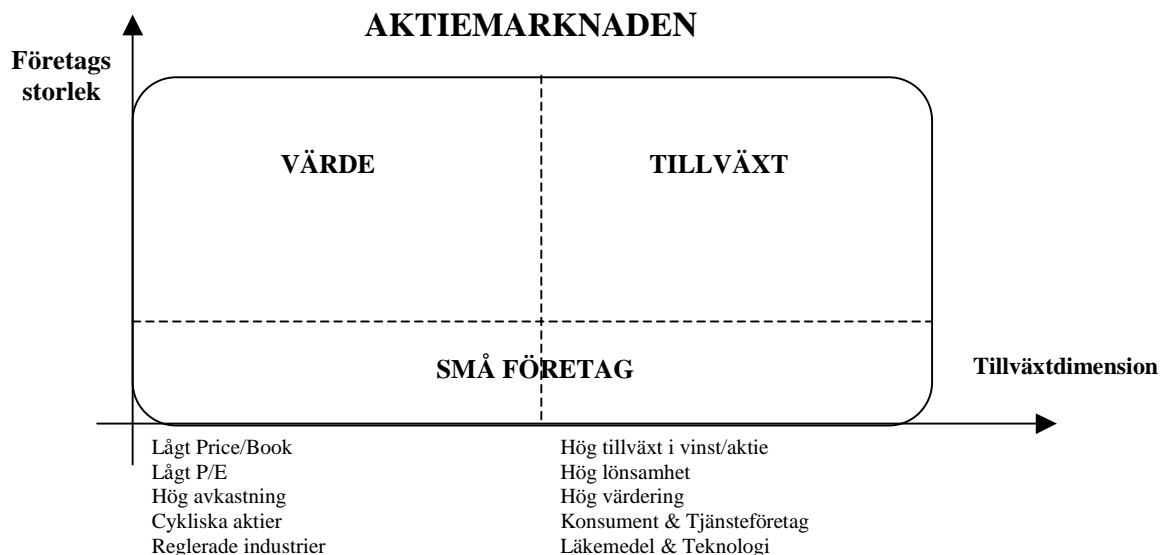 AKTIEMARKNADEN
Företags
storlek
VÄRDE
TILLVÄXT
SMÅ FÖRETAG
Tillväxtdimension
Lågt Price/Book
Lågt P/E
Hög avkastning
Cykliska aktier
Reglerade industrier
Hög tillväxt i vinst/aktie
Hög lönsamhet
Hög värdering
Konsument & Tjänsteföretag
Läkemedel & Teknologi